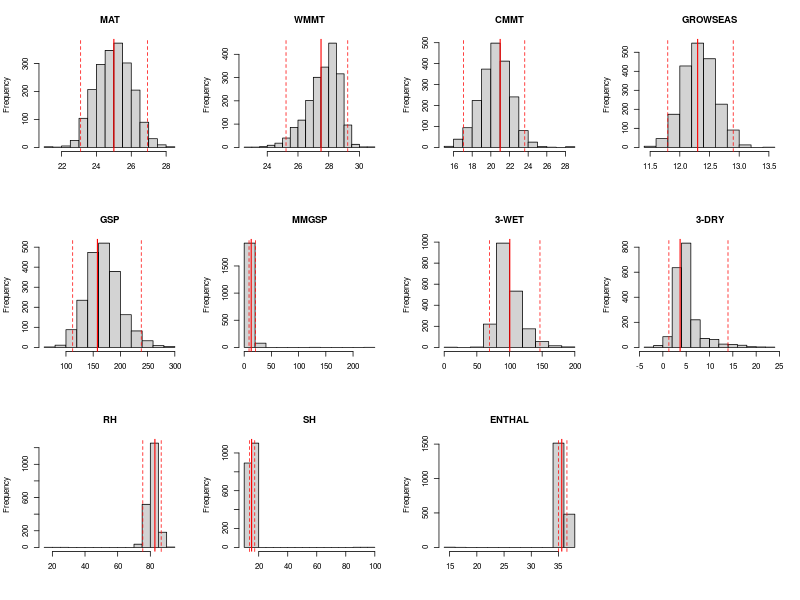 MAT
Frequency
0 100 200 300
22 24 26 28
WMMT
Frequency
0 100 200 300 400
24 26 28 30
CMMT
Frequency
0 100 200 300 400 500
16 18 20 22 24 26 28
GROWSEAS
Frequency
0 100 200 300 400 500
11.5 12.0 12.5 13.0 13.5
GSP
Frequency
0 100 200 300 400 500
100 150 200 250 300
MMGSP
Frequency
0 500 1000 1500
0 50 100 150 200
3-WET
Frequency
0 200 400 600 800 1000
0 50 100 150 200
3-DRY
Frequency
0 200 400 600 800
-5 0 5 10 15 20 25
RH
Frequency
0 200 600 1000
20 40 60 80
SH
Frequency
0 200 600 1000
20 40 60 80 100
ENTHAL
Frequency
0 500 1000 1500
15 20 25 30 35